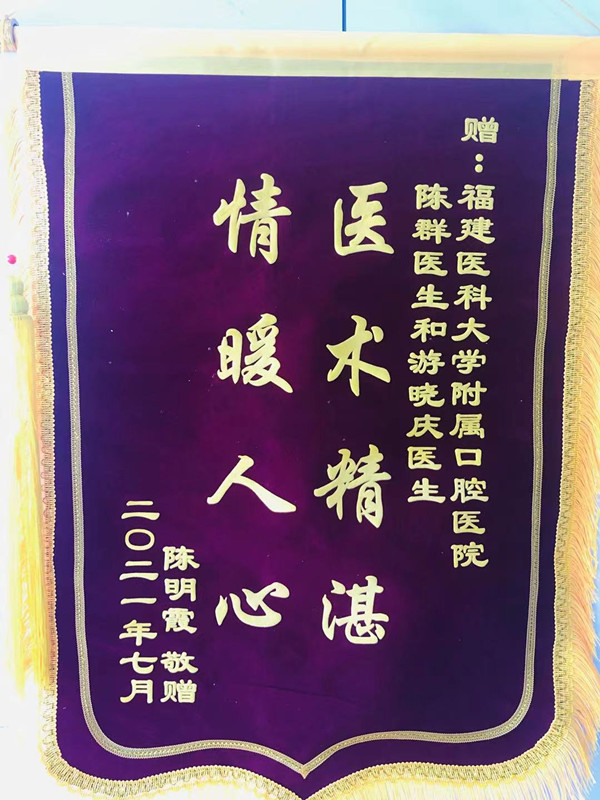 赠：福建医科大学附属口腔医院
陈群医生和游晓庆医生
医术精湛
情暖人心
陈明霞 敬赠
二〇二一年七月